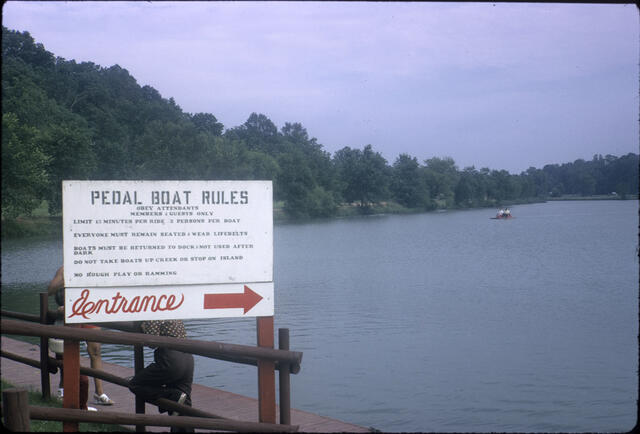 PEDAL BOAT RULES
OBEY ATTENDANTS
MEMBERS & GUESTS ONLY
LIMIT 15 MINUTES PER RIDE 2 PERSONS PER BOAT
EVERYONE MUST REMAIN SEATED & WEAR LIFEBELTS
BOATS MUST BE RETURNED TO DOCK & NOT USED AFTER
DARK
DO NOT TAKE BOATS UP CREEK OR STOP ON ISLAND
NO ROUGH PLAY OR RAMMING
Entrance